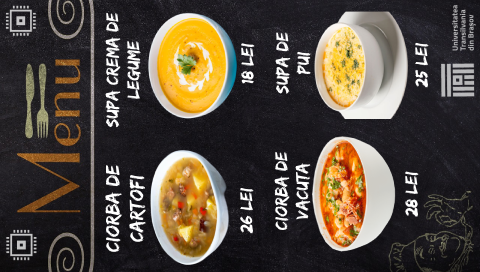 Menu
CIORBA DE
CARTOFI
26 LEI
SUPA CREMA DE
LEGUME
18 LEI
CIORBA DE
VACUTA
28 LEI
SUPA DE
PUI
25 LEI
Universitatea
Transilvania
din Brașov